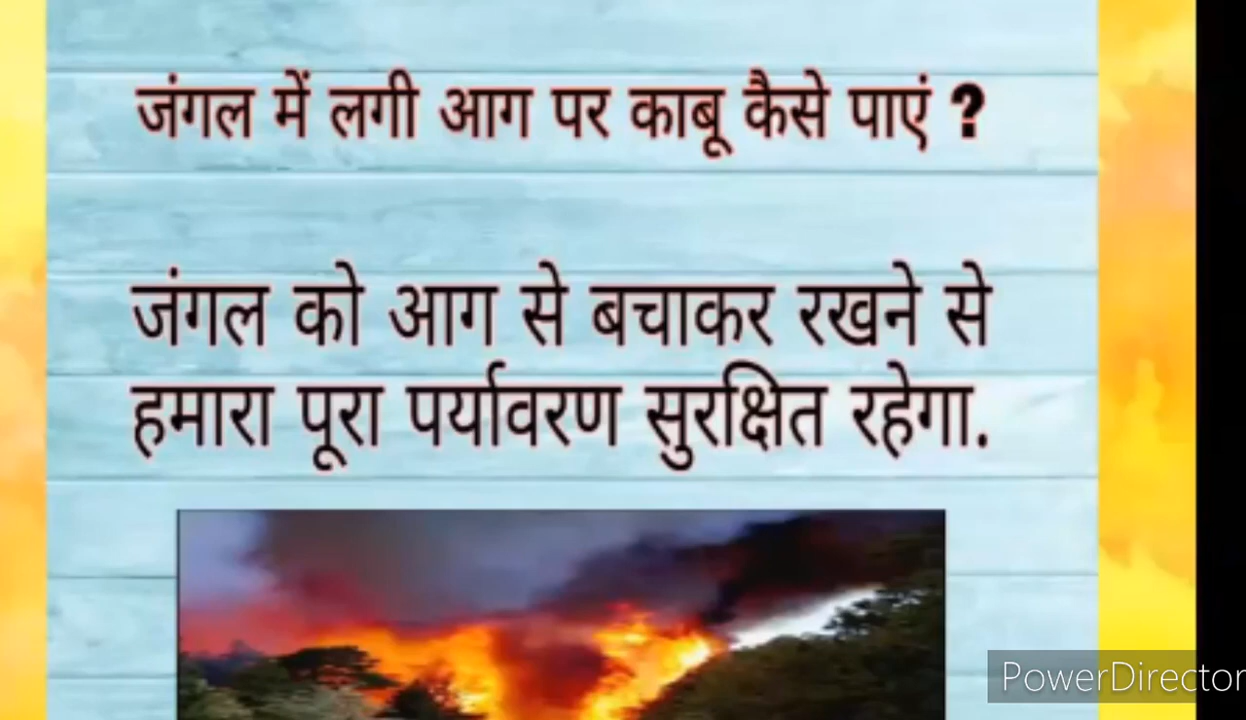 जंगल में लगी आग पर काबू कैसे पाएं ?
जंगल को आग से बचाकर रखने से
हमारा पूरा पर्यावरण सुरक्षित रहेगा.
PowerDirector